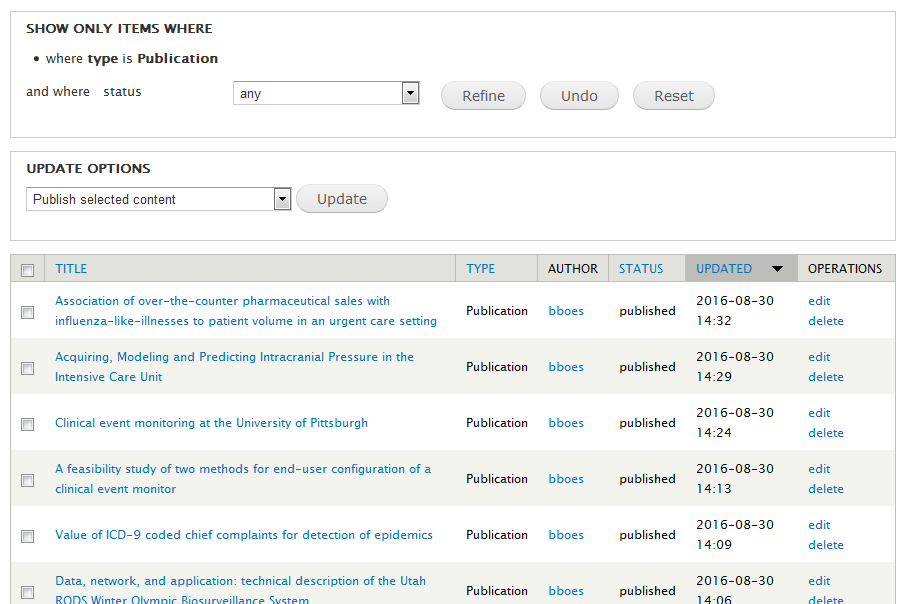 SHOW ONLY ITEMS WHERE
where type is Publication
and where status any Refine Undo Reset
UPDATE OPTIONS
Publish selected content Update
TITLE TYPE AUTHOR STATUS UPDATED OPERATIONS
Association of over-the-counter pharmaceutical sales with
influenza-like-illnesses to patient volume in an urgent care setting
Publication bboes published
2016-08-30
14:32
edit
delete
Acquiring, Modeling and Predicting Intracranial Pressure in the
Intensive Care Unit
Publication bboes published
2016-08-30
14:29
edit
delete
Clinical event monitoring at the University of Pittsburgh
Publication bboes published
2016-08-30
14:24
edit
delete
A feasibility study of two methods for end-user configuration of a
clinical event monitor
Publication bboes published
2016-08-30
14:13
edit
delete
Value of ICD-9 coded chief complaints for detection of epidemics
Publication bboes published
2016-08-30
14:09
edit
delete
Data, network, and application: technical description of the Utah
RODS Winter Olympic Biosurveillance System
Publication bboes published
2016-08-30
14:06
edit
delete